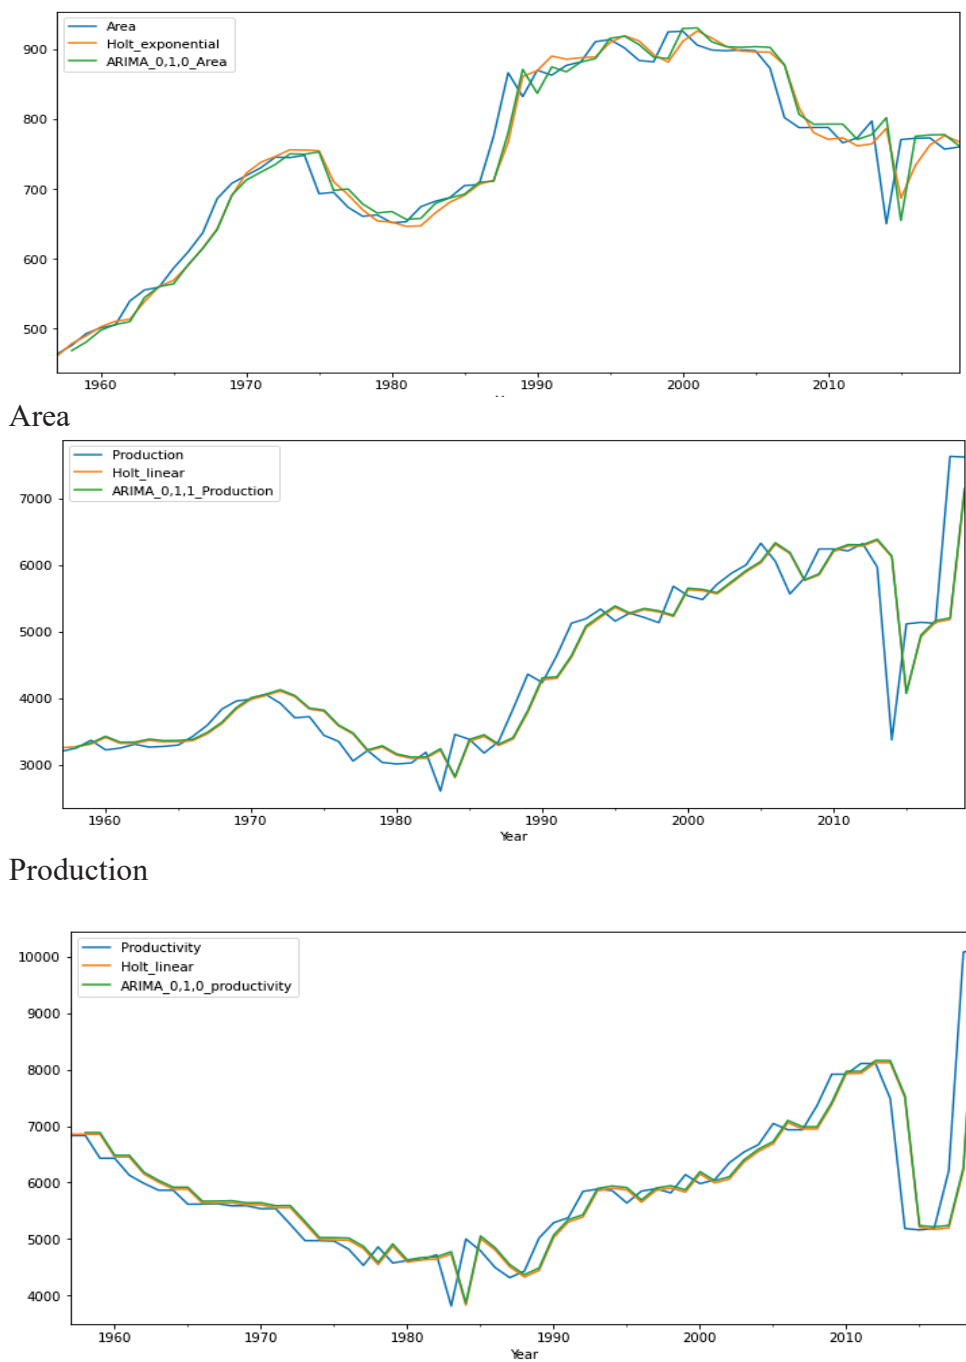 Area
Holt_exponential
ARIMA_0,1,0_Area
900
800
700
600
500
1960 1970 1980 1990 2000 2010
Area
Production
Holt_linear
ARIMA_0,1,1_Production
7000
6000
5000
4000
3000
1960 1970 1980 1990 2000 2010
Year
Production
Productivity
Holt_linear
ARIMA_0,1,0_productivity
10000
9000
8000
7000
6000
5000
4000
1960 1970 1980 1990 2000 2010
Year